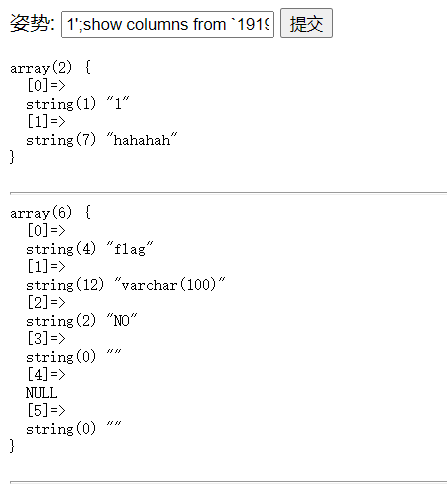 姿势: 1';show columns from `1919 提交
array(2) {
[0]=>
string(1) "1"
[1]=>
string(7) "hahahah"
}
array(6) {
[0]=>
string(4) "flag"
[1]=>
string(12) "varchar(100)"
[2]=>
string(2) "NO"
[3]=>
string(0) ""
[4]=>
NULL
[5]=>
string(0) ""
}